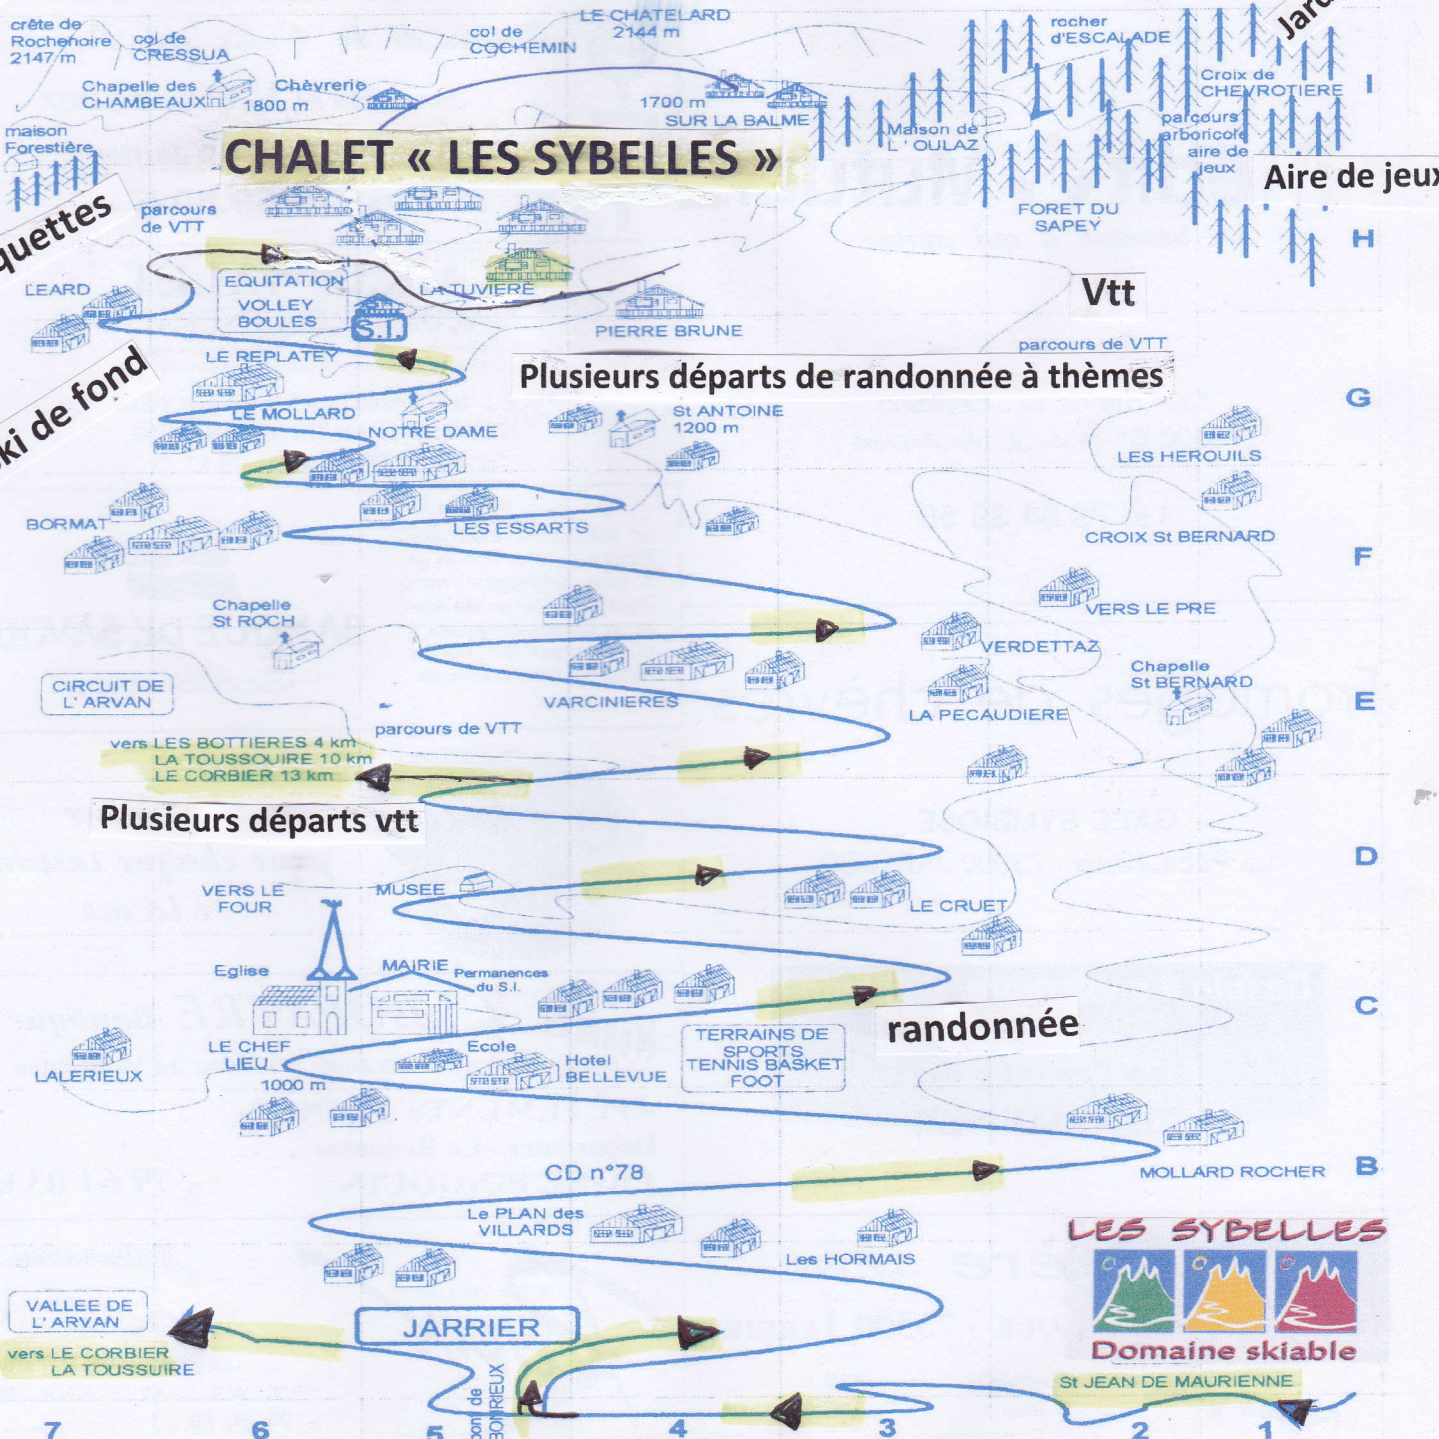 crête de
Rochenoire
2147 m
col de
CRESSUA
col de
COCHEMIN
LE CHATELARD
2144 m
rocher
d'ESCALADE
Jard
Chapelle des
CHAMBEAUX
Chèvrerie
1800 m
1700 m
SUR LA BALME
Croix de
CHEVROTIERE
I
maison
Forestière
Maison de
L'OULAZ
parcours
arboricole
aire de
jeux
CHALET « LES SYBELLES »
Aire de jeux
quettes
parcours
de VTT
FORET DU
SAPEY
H
LEARD
EQUITATION
VOLLEY
BOULES
LA TUVIERE
S.I.
PIERRE BRUNE
Vtt
parcours de VTT
LE REPLATEY
Plusieurs départs de randonnée à thèmes
ki de fond
LE MOLLARD
NOTRE DAME
St ANTOINE
1200 m
G
LES HEROUILS
BORMAT
LES ESSARTS
CROIX St BERNARD
F
Chapelle
St ROCH
VERS LE PRE
VERDETTAZ
CIRCUIT DE
L'ARVAN
VARCINIERES
Chapelle
St BERNARD
LA PECAUDIERE
E
parcours de VTT
vers LES BOTTIERES 4 km
LA TOUSSOUIRE 10 km
LE CORBIER 13 km
Plusieurs départs vtt
D
VERS LE
FOUR
MUSEE
LE CRUET
Eglise
MAIRIE
Permanences
du S.I.
C
randonnée
LALERIEUX
LE CHEF
LIEU
1000 m
Ecole
Hotel
BELLEVUE
TERRAINS DE
SPORTS
TENNIS BASKET
FOOT
CD n°78
MOLLARD ROCHER
B
Le PLAN des
VILLARDS
Les HORMAIS
LES SYBELLES
Domaine skiable
VALLEE DE
L'ARVAN
JARRIER
vers LE CORBIER
LA TOUSSUIRE
St JEAN DE MAURIENNE
pont de
BONRIEUX
7
6
5
4
3
2
1